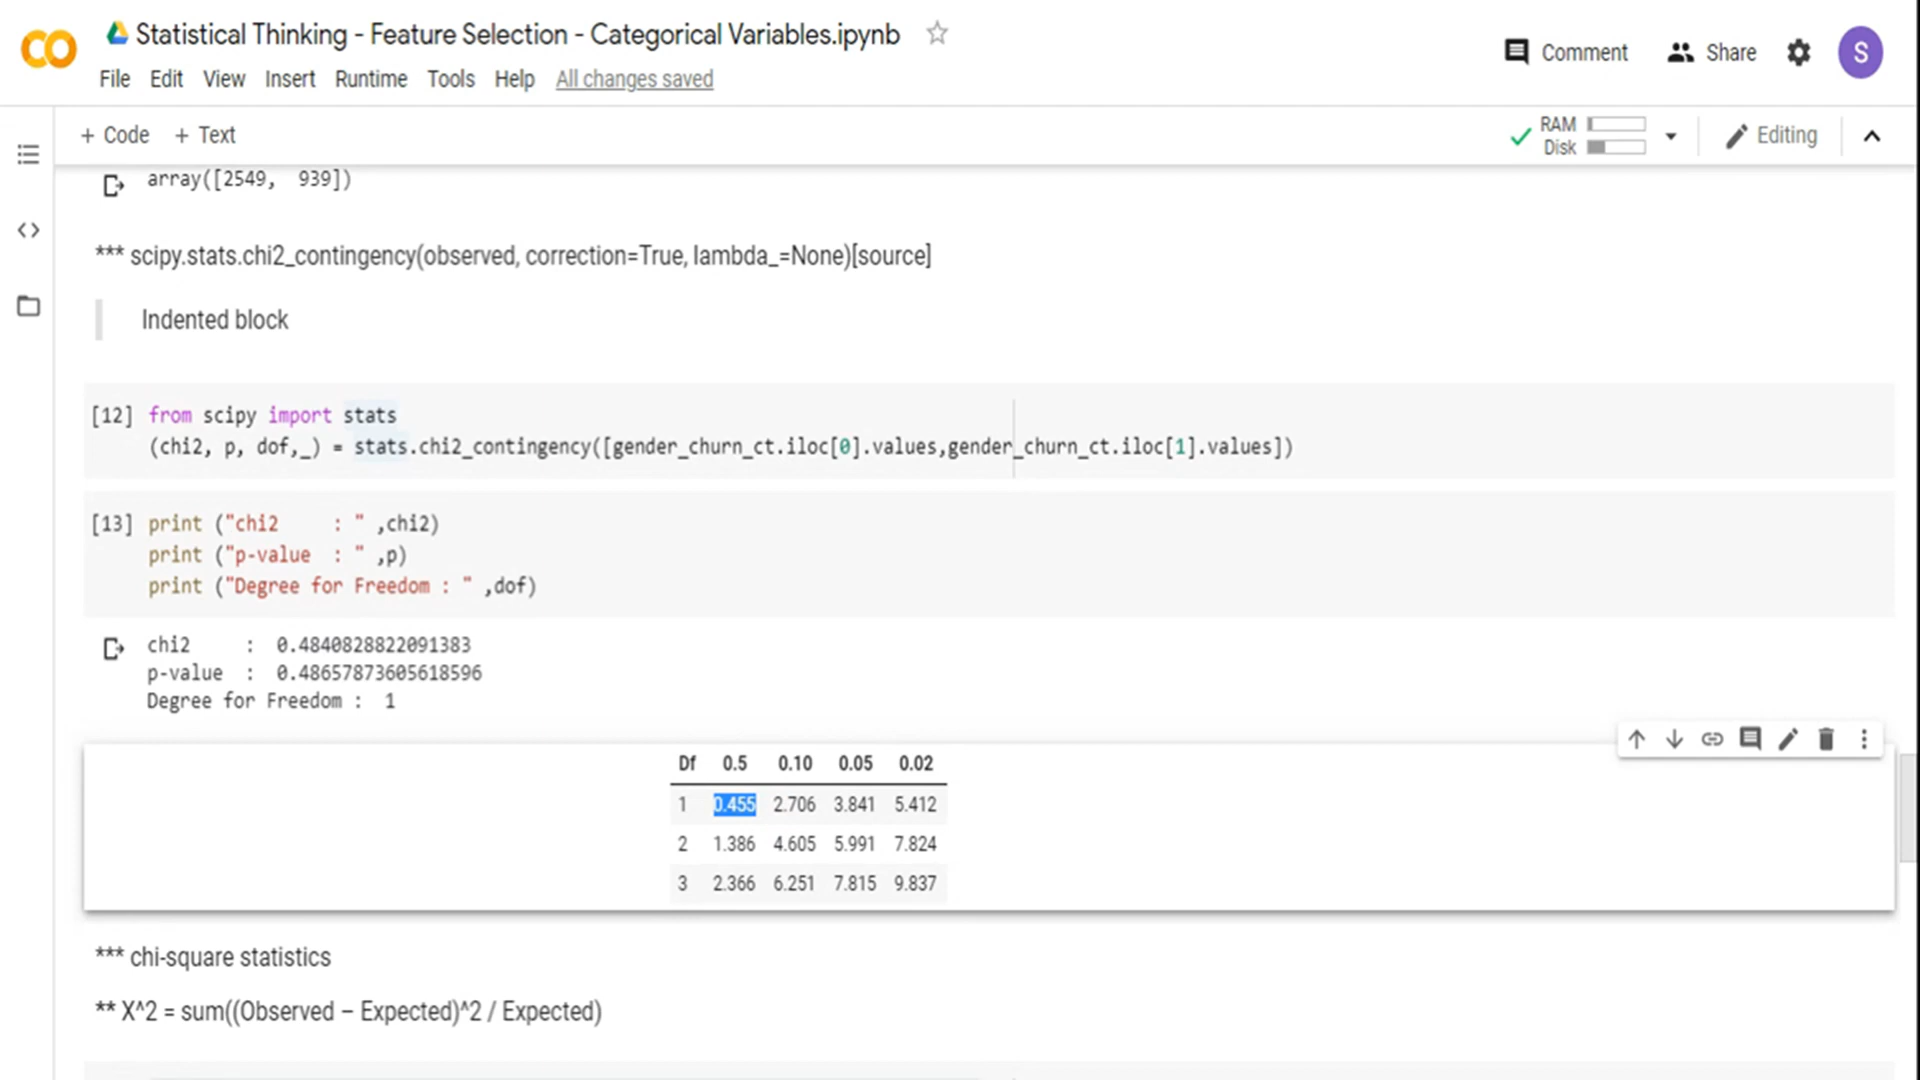 Statistical Thinking - Feature Selection - Categorical Variables.ipynb
Comment Share S
File Edit View Insert Runtime Tools Help All changes saved
+ Code + Text
RAM
Disk
Editing
array([2549,  939])
*** scipy.stats.chi2_contingency(observed, correction=True, lambda_=None)[source]
Indented block
[12] from scipy import stats
(chi2, p, dof,_) = stats.chi2_contingency([gender_churn_ct.iloc[0].values,gender_churn_ct.iloc[1].values])
[13] print ("chi2     : " ,chi2)
print ("p-value  : " ,p)
print ("Degree for Freedom : " ,dof)
chi2     :  0.4840828822091383
p-value  :  0.48657873605618596
Degree for Freedom :  1
Df 0.5 0.10 0.05 0.02
1 0.455 2.706 3.841 5.412
2 1.386 4.605 5.991 7.824
3 2.366 6.251 7.815 9.837
*** chi-square statistics
** X^2 = sum((Observed – Expected)^2 / Expected)